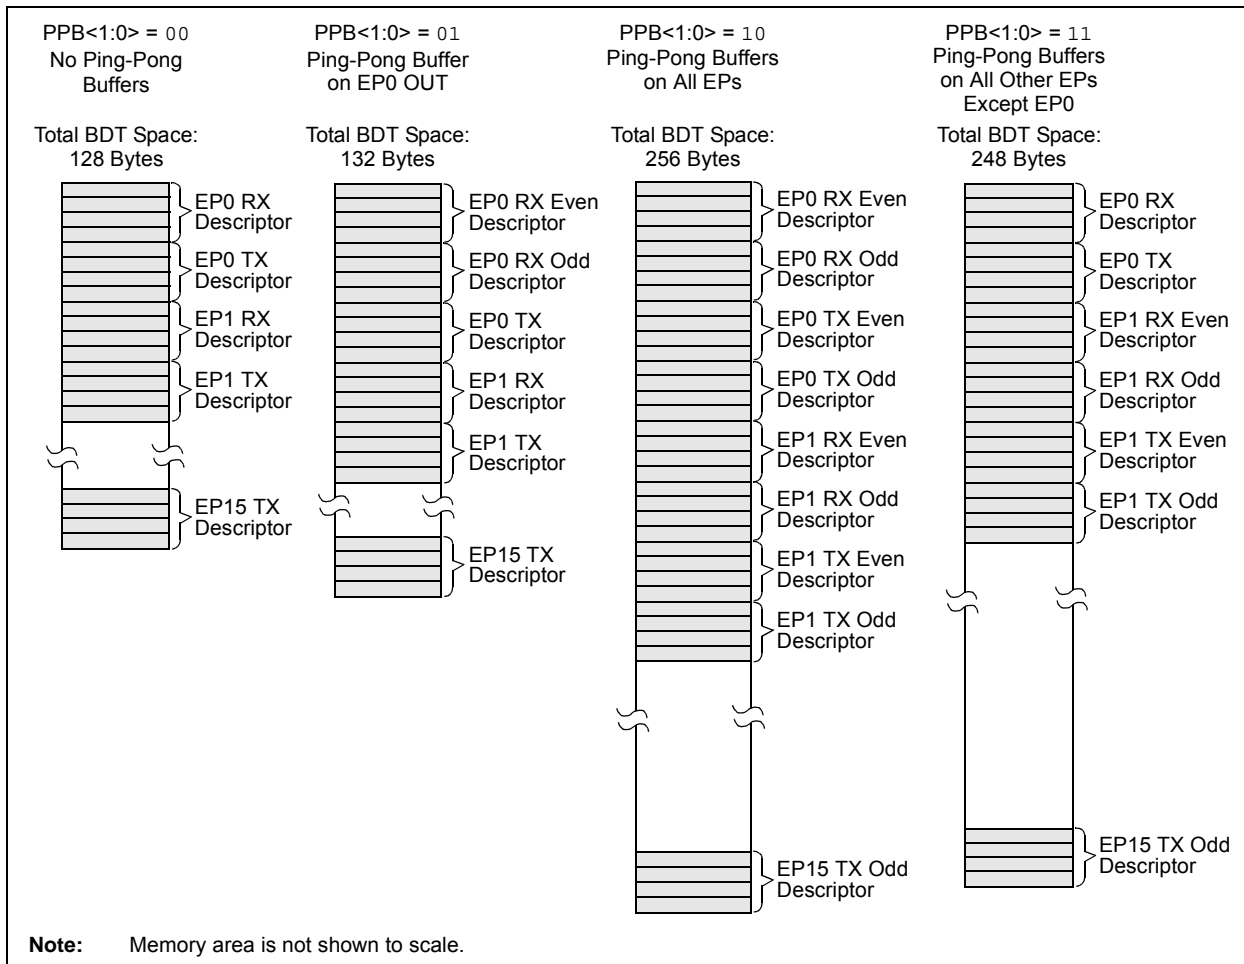 PPB<1:0> = 00
No Ping-Pong
Buffers
Total BDT Space:
128 Bytes
EP0 RX
Descriptor
EP0 TX
Descriptor
EP1 RX
Descriptor
EP1 TX
Descriptor
EP15 TX
Descriptor
PPB<1:0> = 01
Ping-Pong Buffer
on EP0 OUT
Total BDT Space:
132 Bytes
EP0 RX Even
Descriptor
EP0 RX Odd
Descriptor
EP0 TX
Descriptor
EP1 RX
Descriptor
EP1 TX
Descriptor
EP15 TX
Descriptor
PPB<1:0> = 10
Ping-Pong Buffers
on All EPs
Total BDT Space:
256 Bytes
EP0 RX Even
Descriptor
EP0 RX Odd
Descriptor
EP0 TX Even
Descriptor
EP0 TX Odd
Descriptor
EP1 RX Even
Descriptor
EP1 RX Odd
Descriptor
EP1 TX Even
Descriptor
EP1 TX Odd
Descriptor
EP15 TX Odd
Descriptor
PPB<1:0> = 11
Ping-Pong Buffers
on All Other EPs
Except EP0
Total BDT Space:
248 Bytes
EP0 RX
Descriptor
EP0 TX
Descriptor
EP1 RX Even
Descriptor
EP1 RX Odd
Descriptor
EP1 TX Even
Descriptor
EP1 TX Odd
Descriptor
EP15 TX Odd
Descriptor
Note: Memory area is not shown to scale.